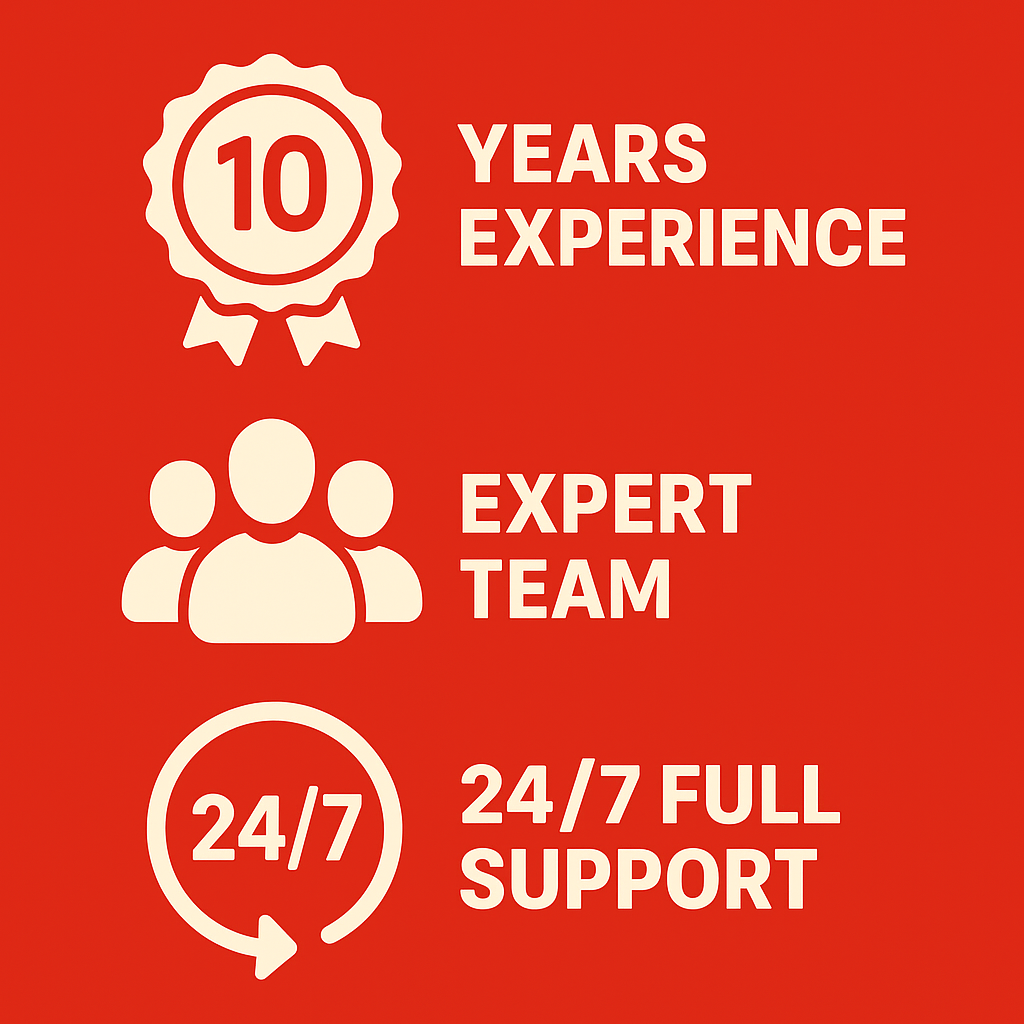 10
YEARS
EXPERIENCE
EXPERT
TEAM
24/7
24/7 FULL
SUPPORT